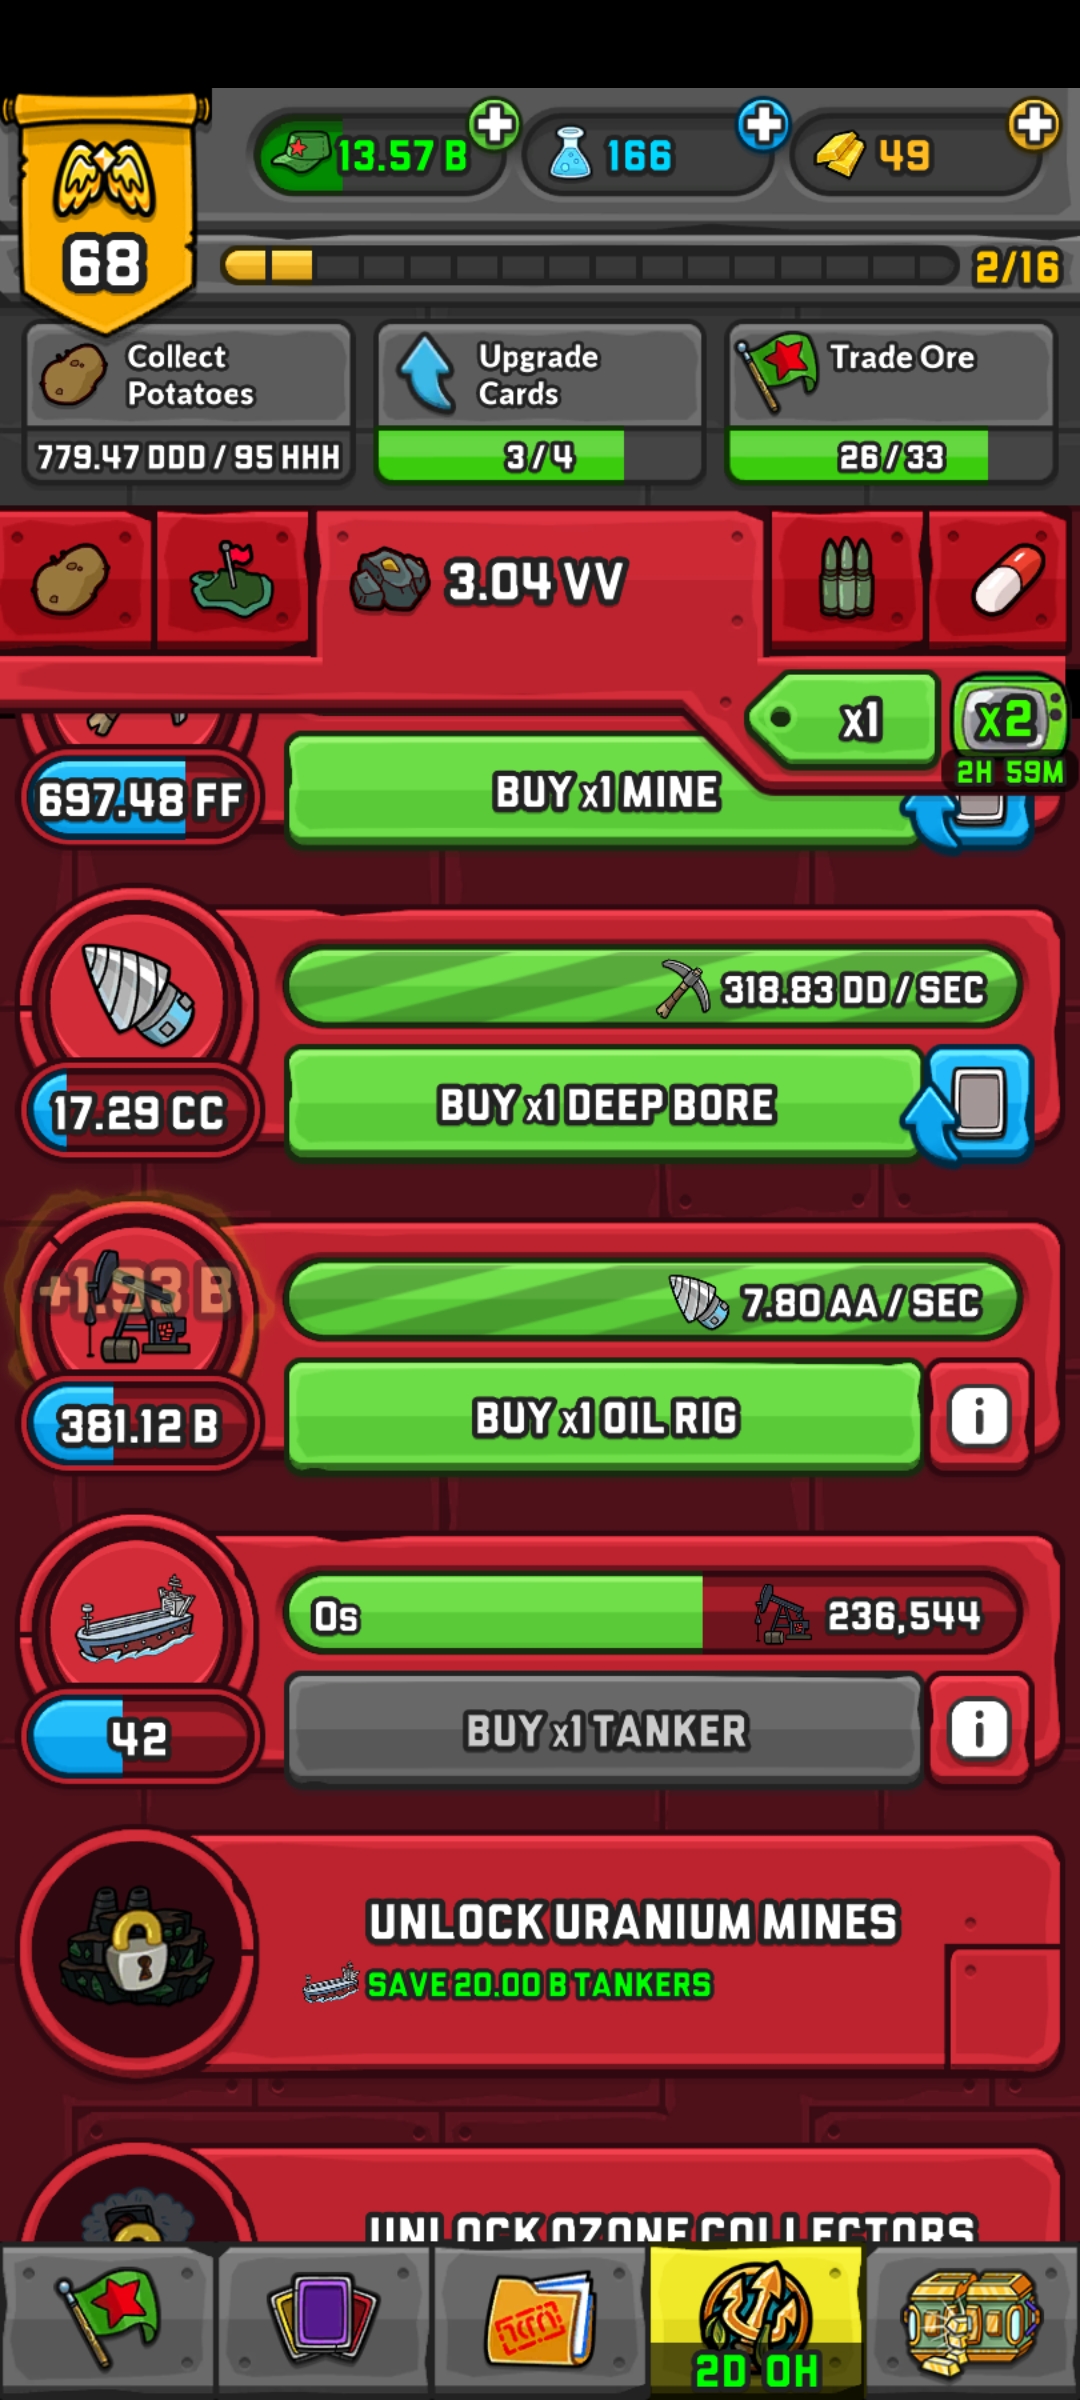 13.57 B
166
49
68
2/16
Collect
Potatoes
779.47 DDD / 95 HHH
Upgrade
Cards
3/4
Trade Ore
26/33
3.04 VV
x1
x2
2H 59M
697.48 FF
BUY x1 MINE
318.83 DD / SEC
17.29 CC
BUY x1 DEEP BORE
+1.93 B
7.80 AA / SEC
381.12 B
BUY x1 OIL RIG
i
0s
236,544
42
BUY x1 TANKER
i
UNLOCK URANIUM MINES
SAVE 20.00 B TANKERS
UNLOCK OZONE COLLECTORS
2D 0H